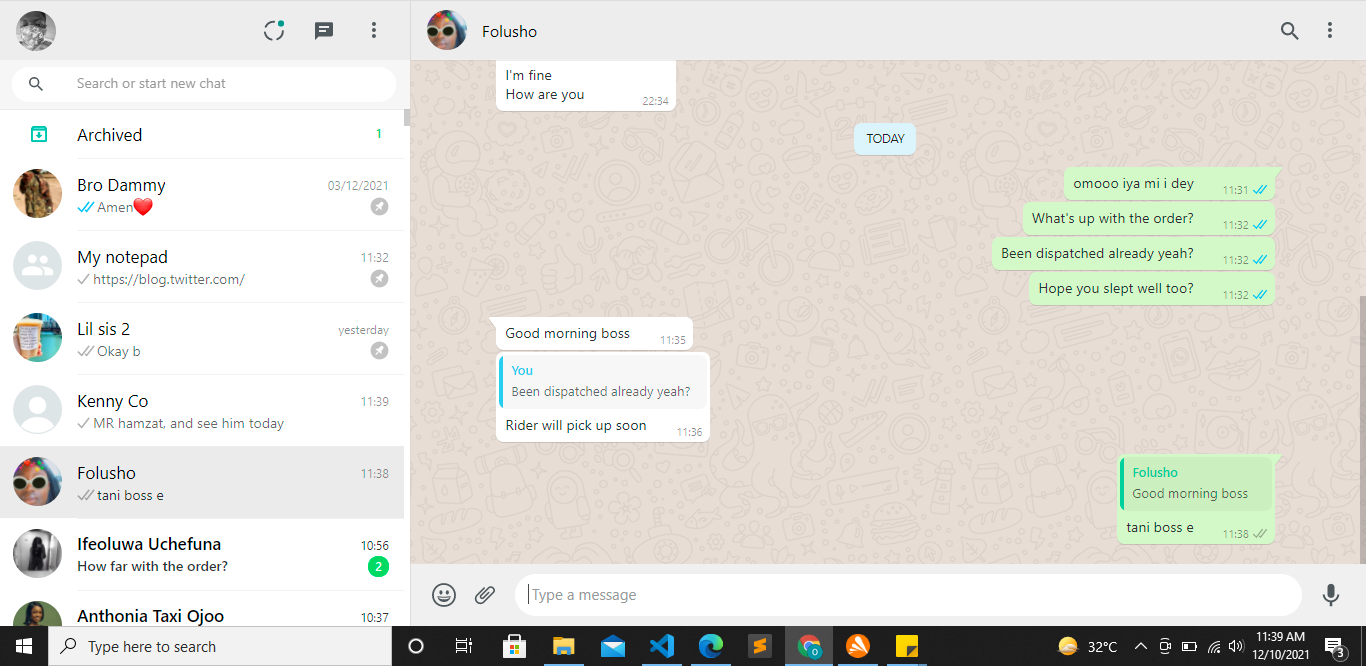 Search or start new chat
Archived
1
Bro Dammy
03/12/2021
Amen
My notepad
11:32
https://blog.twitter.com/
Lil sis 2
yesterday
Okay b
Kenny Co
11:39
MR hamzat, and see him today
Folusho
11:38
tani boss e
Ifeoluwa Uchefuna
10:56
How far with the order?
2
Anthonia Taxi Ojoo
10:37
Folusho
I'm fine
How are you
22:34
TODAY
omooo iya mi i dey
11:31
What's up with the order?
11:32
Been dispatched already yeah?
11:32
Hope you slept well too?
11:32
Good morning boss
11:35
You
Been dispatched already yeah?
Rider will pick up soon
11:36
Folusho
Good morning boss
tani boss e
11:38
Type a message
Type here to search
32°C
11:39 AM
12/10/2021
3